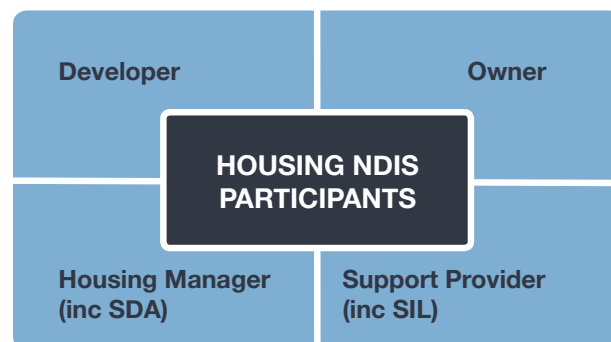 Developer
Owner
HOUSING NDIS
PARTICIPANTS
Housing Manager
(inc SDA)
Support Provider
(inc SIL)